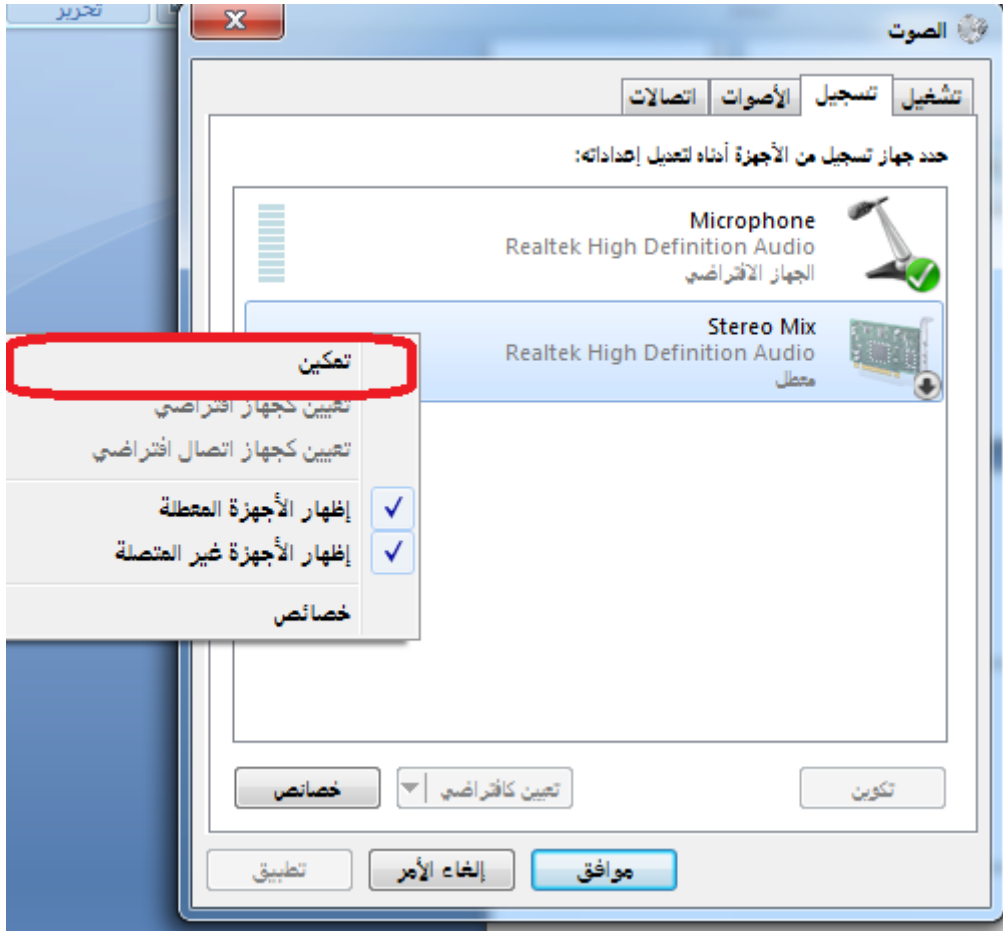 تحرير
الصوت
تشغيل تسجيل الأصوات اتصالات
حدد جهاز تسجيل من الأجهزة أدناه لتعديل إعداداته:
Microphone
Realtek High Definition Audio
الجهاز الافتراضي
Stereo Mix
Realtek High Definition Audio
معطل
تمكين
تعيين كجهاز افتراضي
تعيين كجهاز اتصال افتراضي
إظهار الأجهزة المعطلة
إظهار الأجهزة غير المتصلة
خصائص
تكوين تعيين كافتراضي خصائص
موافق إلغاء الأمر تطبيق